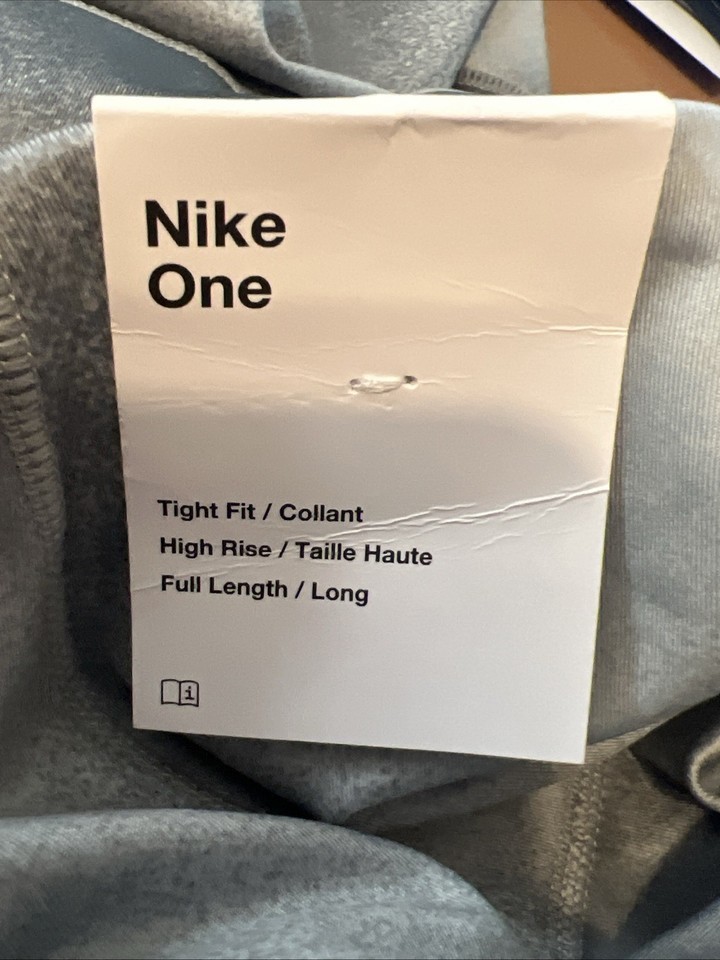 Nike
One
Tight Fit / Collant
High Rise / Taille Haute
Full Length / Long
i